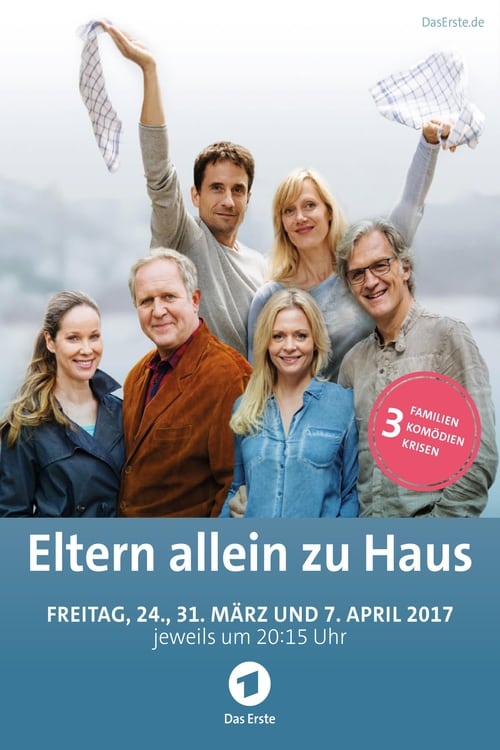 DasErste.de
3
FAMILIEN
KOMÖDIEN
KRISEN
Eltern allein zu Haus
FREITAG, 24., 31. MÄRZ UND 7. APRIL 2017
jeweils um 20:15 Uhr
1
Das Erste